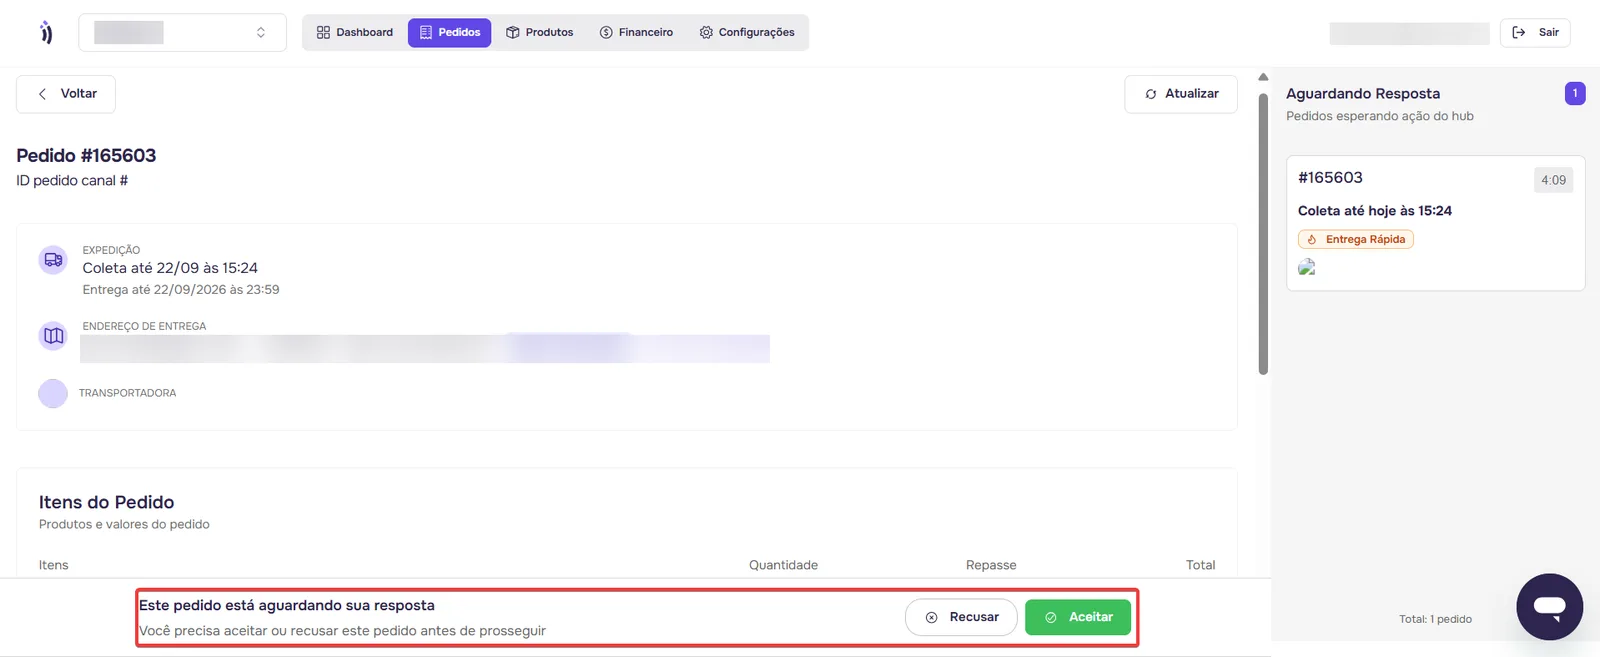 Dashboard
Pedidos
Produtos
Financeiro
Configurações
Sair
Voltar
Atualizar
Pedido #165603
ID pedido canal #
EXPEDIÇÃO
Coleta até 22/09 às 15:24
Entrega até 22/09/2026 às 23:59
ENDEREÇO DE ENTREGA
TRANSPORTADORA
Itens do Pedido
Produtos e valores do pedido
Itens Quantidade Repasse Total
Este pedido está aguardando sua resposta
Você precisa aceitar ou recusar este pedido antes de prosseguir
Recusar
Aceitar
Aguardando Resposta
1
Pedidos esperando ação do hub
#165603
4:09
Coleta até hoje às 15:24
Entrega Rápida
Total: 1 pedido